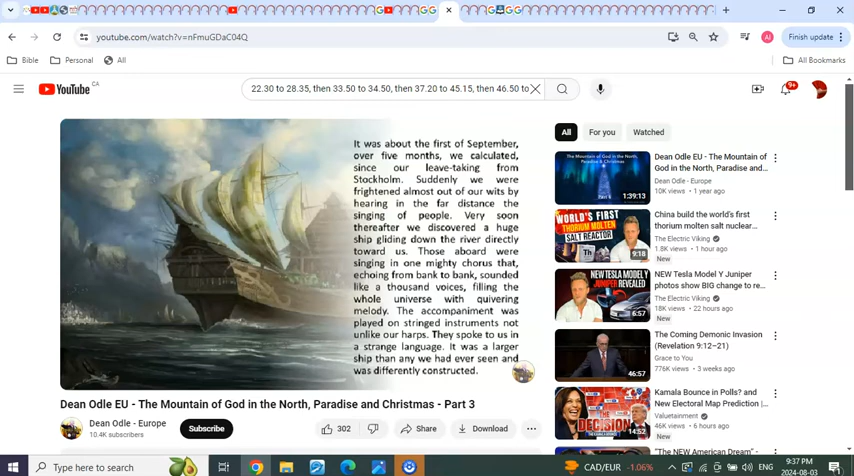 youtube.com/watch?v=nFmuGDaC04Q
Finish update
Bible
Personal
All
All Bookmarks
YouTube CA
22.30 to 28.35, then 33.50 to 34.50, then 37.20 to 45.15, then 46.50 to
9+
It was about the first of September,
over five months, we calculated,
since our leave-taking from
Stockholm. Suddenly we were
frightened almost out of our wits by
hearing in the far distance the
singing of people. Very soon
thereafter we discovered a huge
ship gliding down the river directly
toward us. Those aboard were
singing in one mighty chorus that,
echoing from bank to bank, sounded
like a thousand voices, filling the
whole universe with quivering
melody. The accompaniment was
played on stringed instruments not
unlike our harps. They spoke to us in
a strange language. It was a larger
ship than any we had ever seen and
was differently constructed.
Dean Odle EU - The Mountain of God in the North, Paradise and Christmas - Part 3
Dean Odle - Europe
10.4K subscribers
Subscribe
302
Share
Download
All
For you
Watched
1:39:13
Dean Odle EU - The Mountain of
God in the North, Paradise and...
Dean Odle - Europe
10K views • 1 year ago
WORLD'S FIRST
THORIUM MOLTEN
SALT REACTOR
Th
9:18
China build the world's first
thorium molten salt nuclear...
The Electric Viking
1.8K views • 1 hour ago
New
NEW TESLA MODEL Y
JUNIPER REVEALED
6:57
NEW Tesla Model Y Juniper
photos show BIG change to re...
The Electric Viking
18K views • 22 hours ago
New
46:57
The Coming Demonic Invasion
(Revelation 9:12–21)
Grace to You
776K views • 3 weeks ago
THE
DECISION
14:52
Kamala Bounce in Polls? and
New Electoral Map Prediction |...
Valuetainment
46K views • 6 hours ago
New
"The NEW American Dream" -
Type here to search
CAD/EUR -1.06%
ENG
9:37 PM
2024-08-03